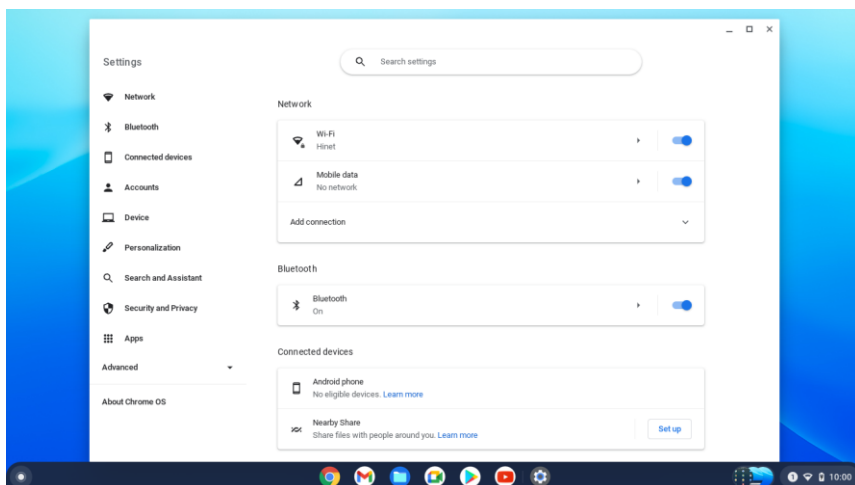 Settings
Search settings
Network
Bluetooth
Connected devices
Accounts
Device
Personalization
Search and Assistant
Security and Privacy
Apps
Advanced
About Chrome OS
Network
Wi-Fi
Hinet
Mobile data
No network
Add connection
Bluetooth
Bluetooth
On
Connected devices
Android phone
No eligible devices. Learn more
Nearby Share
Share files with people around you. Learn more
Set up
1 10:00